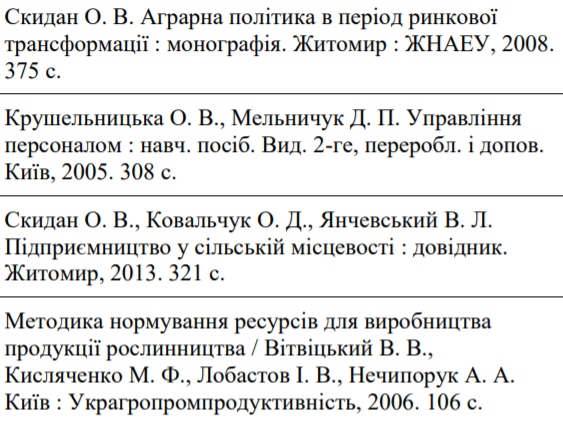 Скидан О. В. Аграрна політика в період ринкової
трансформації : монографія. Житомир : ЖНАЕУ, 2008.
375 с.
Крушельницька О. В., Мельничук Д. П. Управління
персоналом : навч. посіб. Вид. 2-ге, переробл. і допов.
Київ, 2005. 308 с.
Скидан О. В., Ковальчук О. Д., Янчевський В. Л.
Підприємництво у сільській місцевості : довідник.
Житомир, 2013. 321 с.
Методика нормування ресурсів для виробництва
продукції рослинництва / Вітвіцький В. В.,
Кисляченко М. Ф., Лобастов І. В., Нечипорук А. А.
Київ : Украгропромпродуктивність, 2006. 106 с.